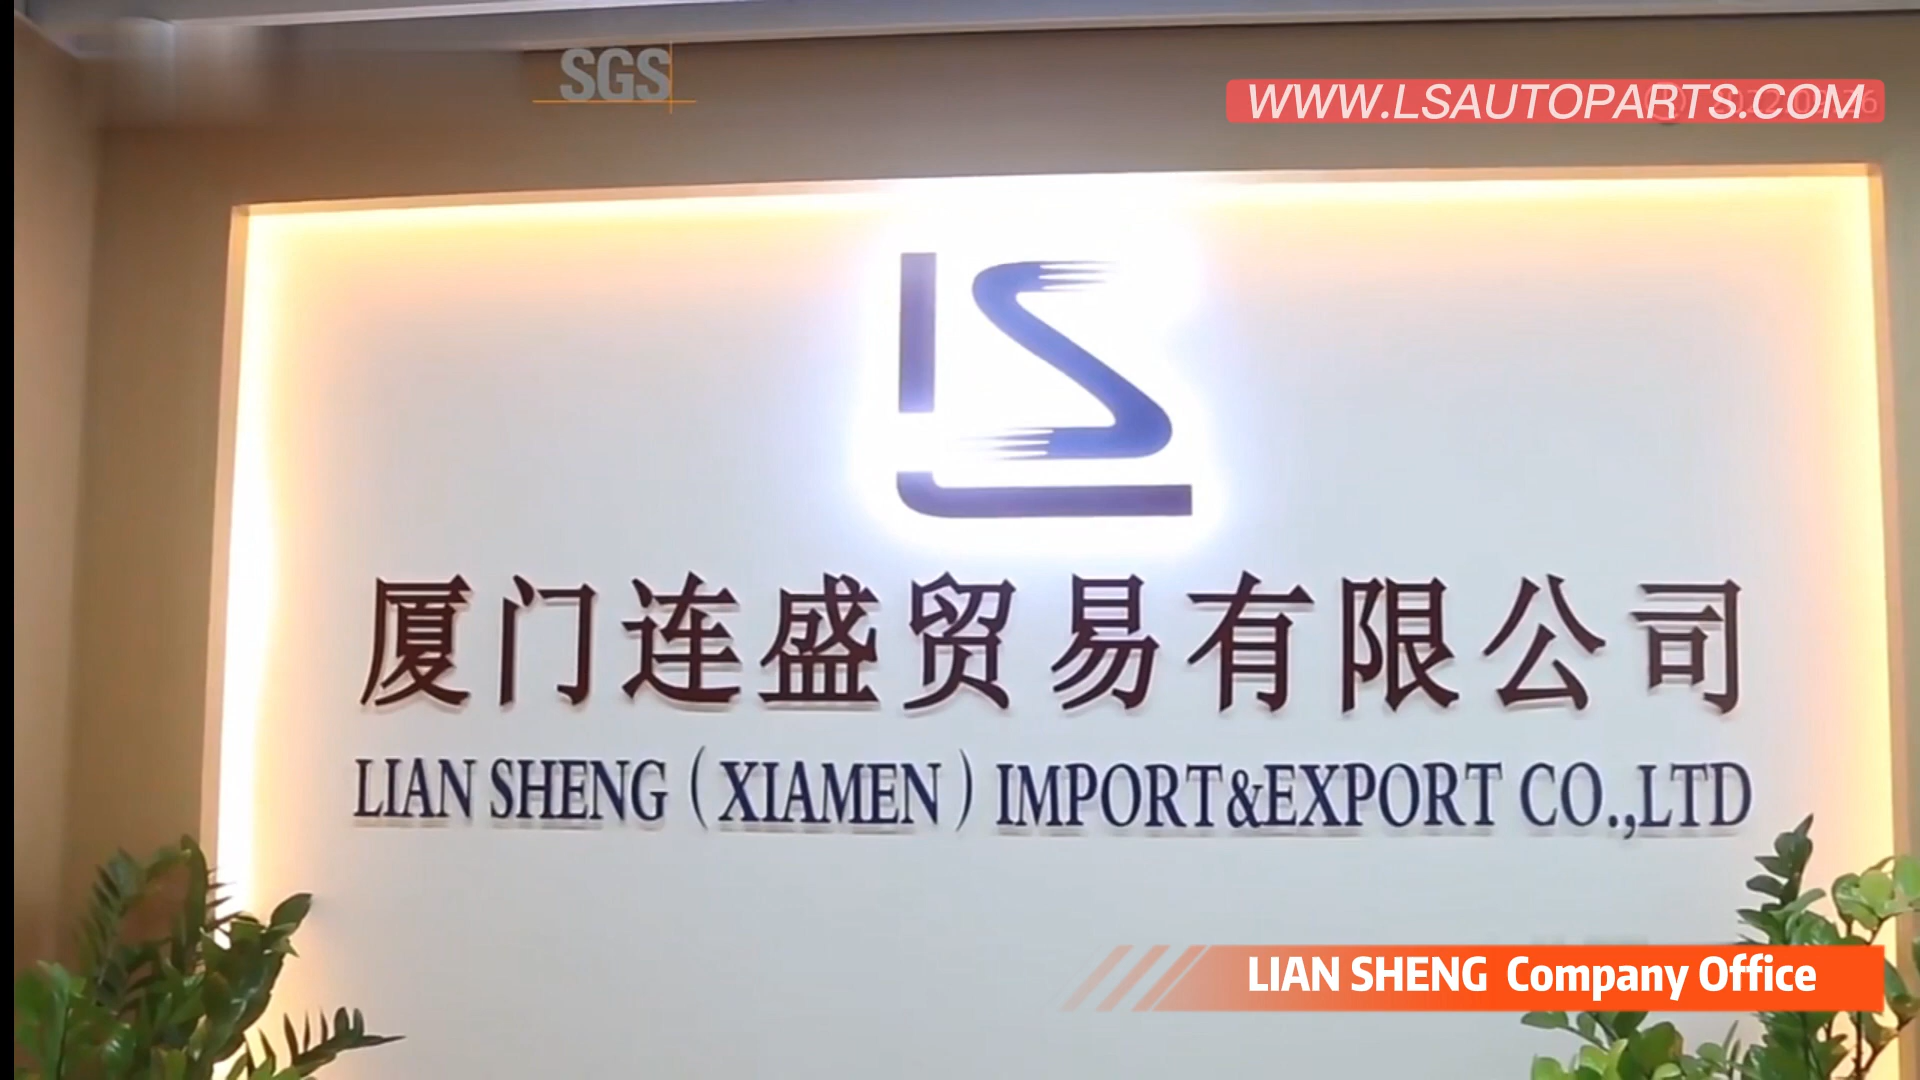 SGS
WWW.LSAUTOPARTS.COM
LS
厦门连盛贸易有限公司
LIAN SHENG (XIAMEN) IMPORT&EXPORT CO.,LTD
LIAN SHENG Company Office